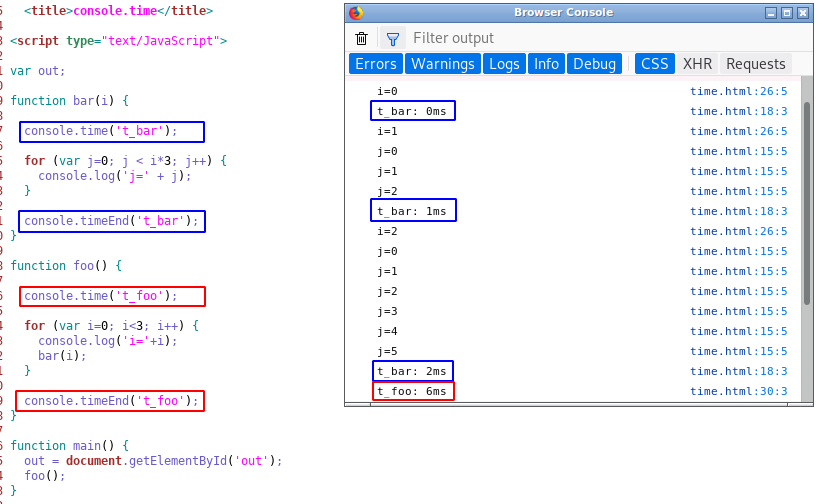 <title>console.time</title>
<script type="text/JavaScript">
var out;
function bar(i) {
console.time('t_bar');
for (var j=0; j < i*3; j++) {
console.log('j=' + j);
}
console.timeEnd('t_bar');
}
function foo() {
console.time('t_foo');
for (var i=0; i<3; i++) {
console.log('i='+i);
bar(i);
}
console.timeEnd('t_foo');
}
function main() {
out = document.getElementById('out');
foo();
}
Browser Console
Filter output
Errors Warnings Logs Info Debug CSS XHR Requests
i=0 time.html:26:5
t_bar: 0ms time.html:18:3
i=1 time.html:26:5
j=0 time.html:15:5
j=1 time.html:15:5
j=2 time.html:15:5
t_bar: 1ms time.html:18:3
i=2 time.html:26:5
j=0 time.html:15:5
j=1 time.html:15:5
j=2 time.html:15:5
j=3 time.html:15:5
j=4 time.html:15:5
j=5 time.html:15:5
t_bar: 2ms time.html:18:3
t_foo: 6ms time.html:30:3